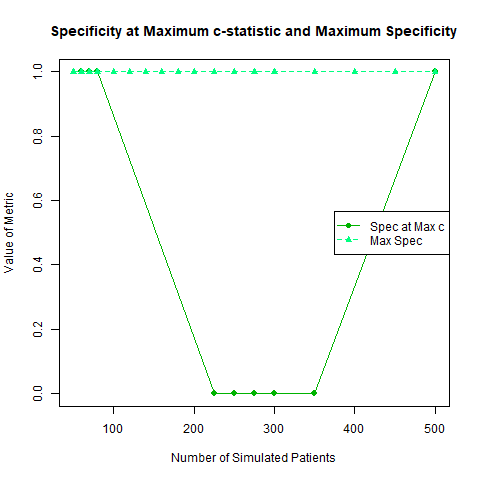 Specificity at Maximum c-statistic and Maximum Specificity
1.0
0.8
0.6
0.4
0.2
0.0
Value of Metric
Spec at Max c
Max Spec
100 200 300 400 500
Number of Simulated Patients